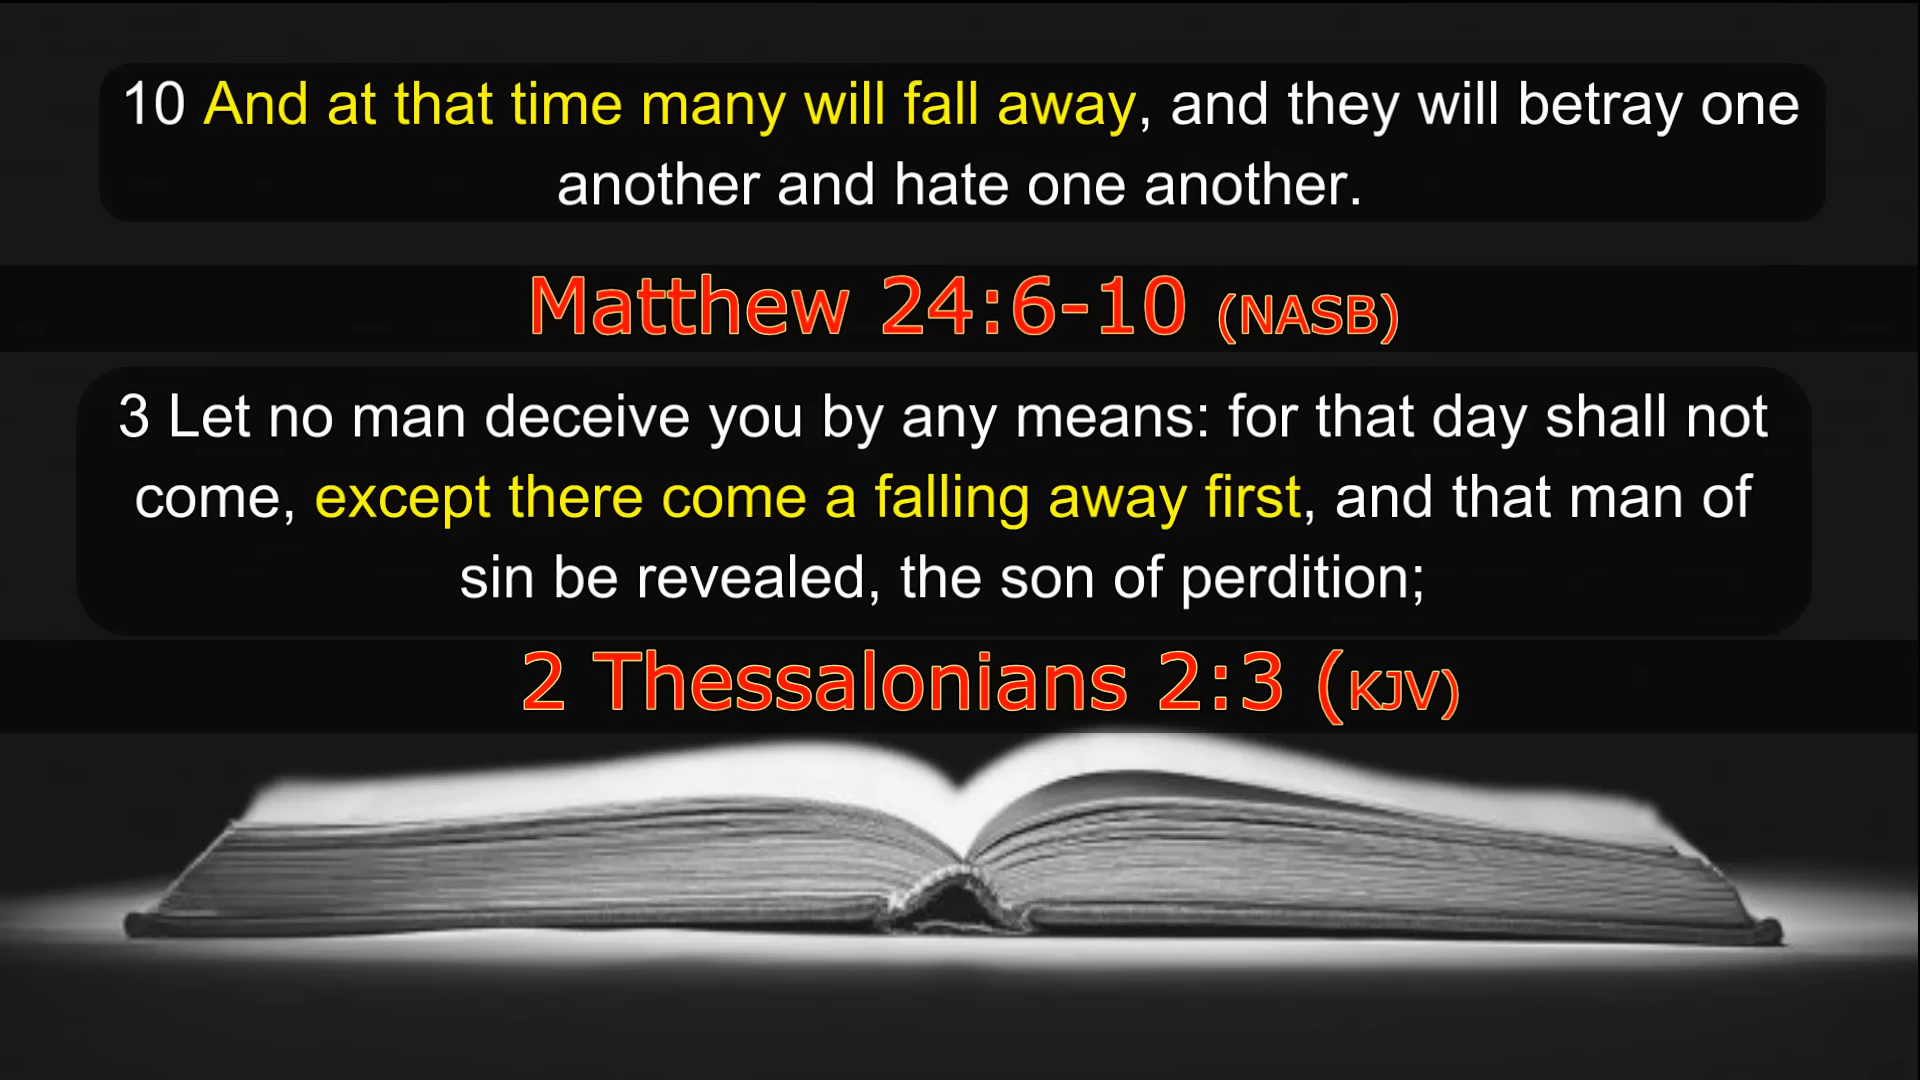 10 And at that time many will fall away, and they will betray one
another and hate one another.
Matthew 24:6-10 (NASB)
3 Let no man deceive you by any means: for that day shall not
come, except there come a falling away first, and that man of
sin be revealed, the son of perdition;
2 Thessalonians 2:3 (KJV)